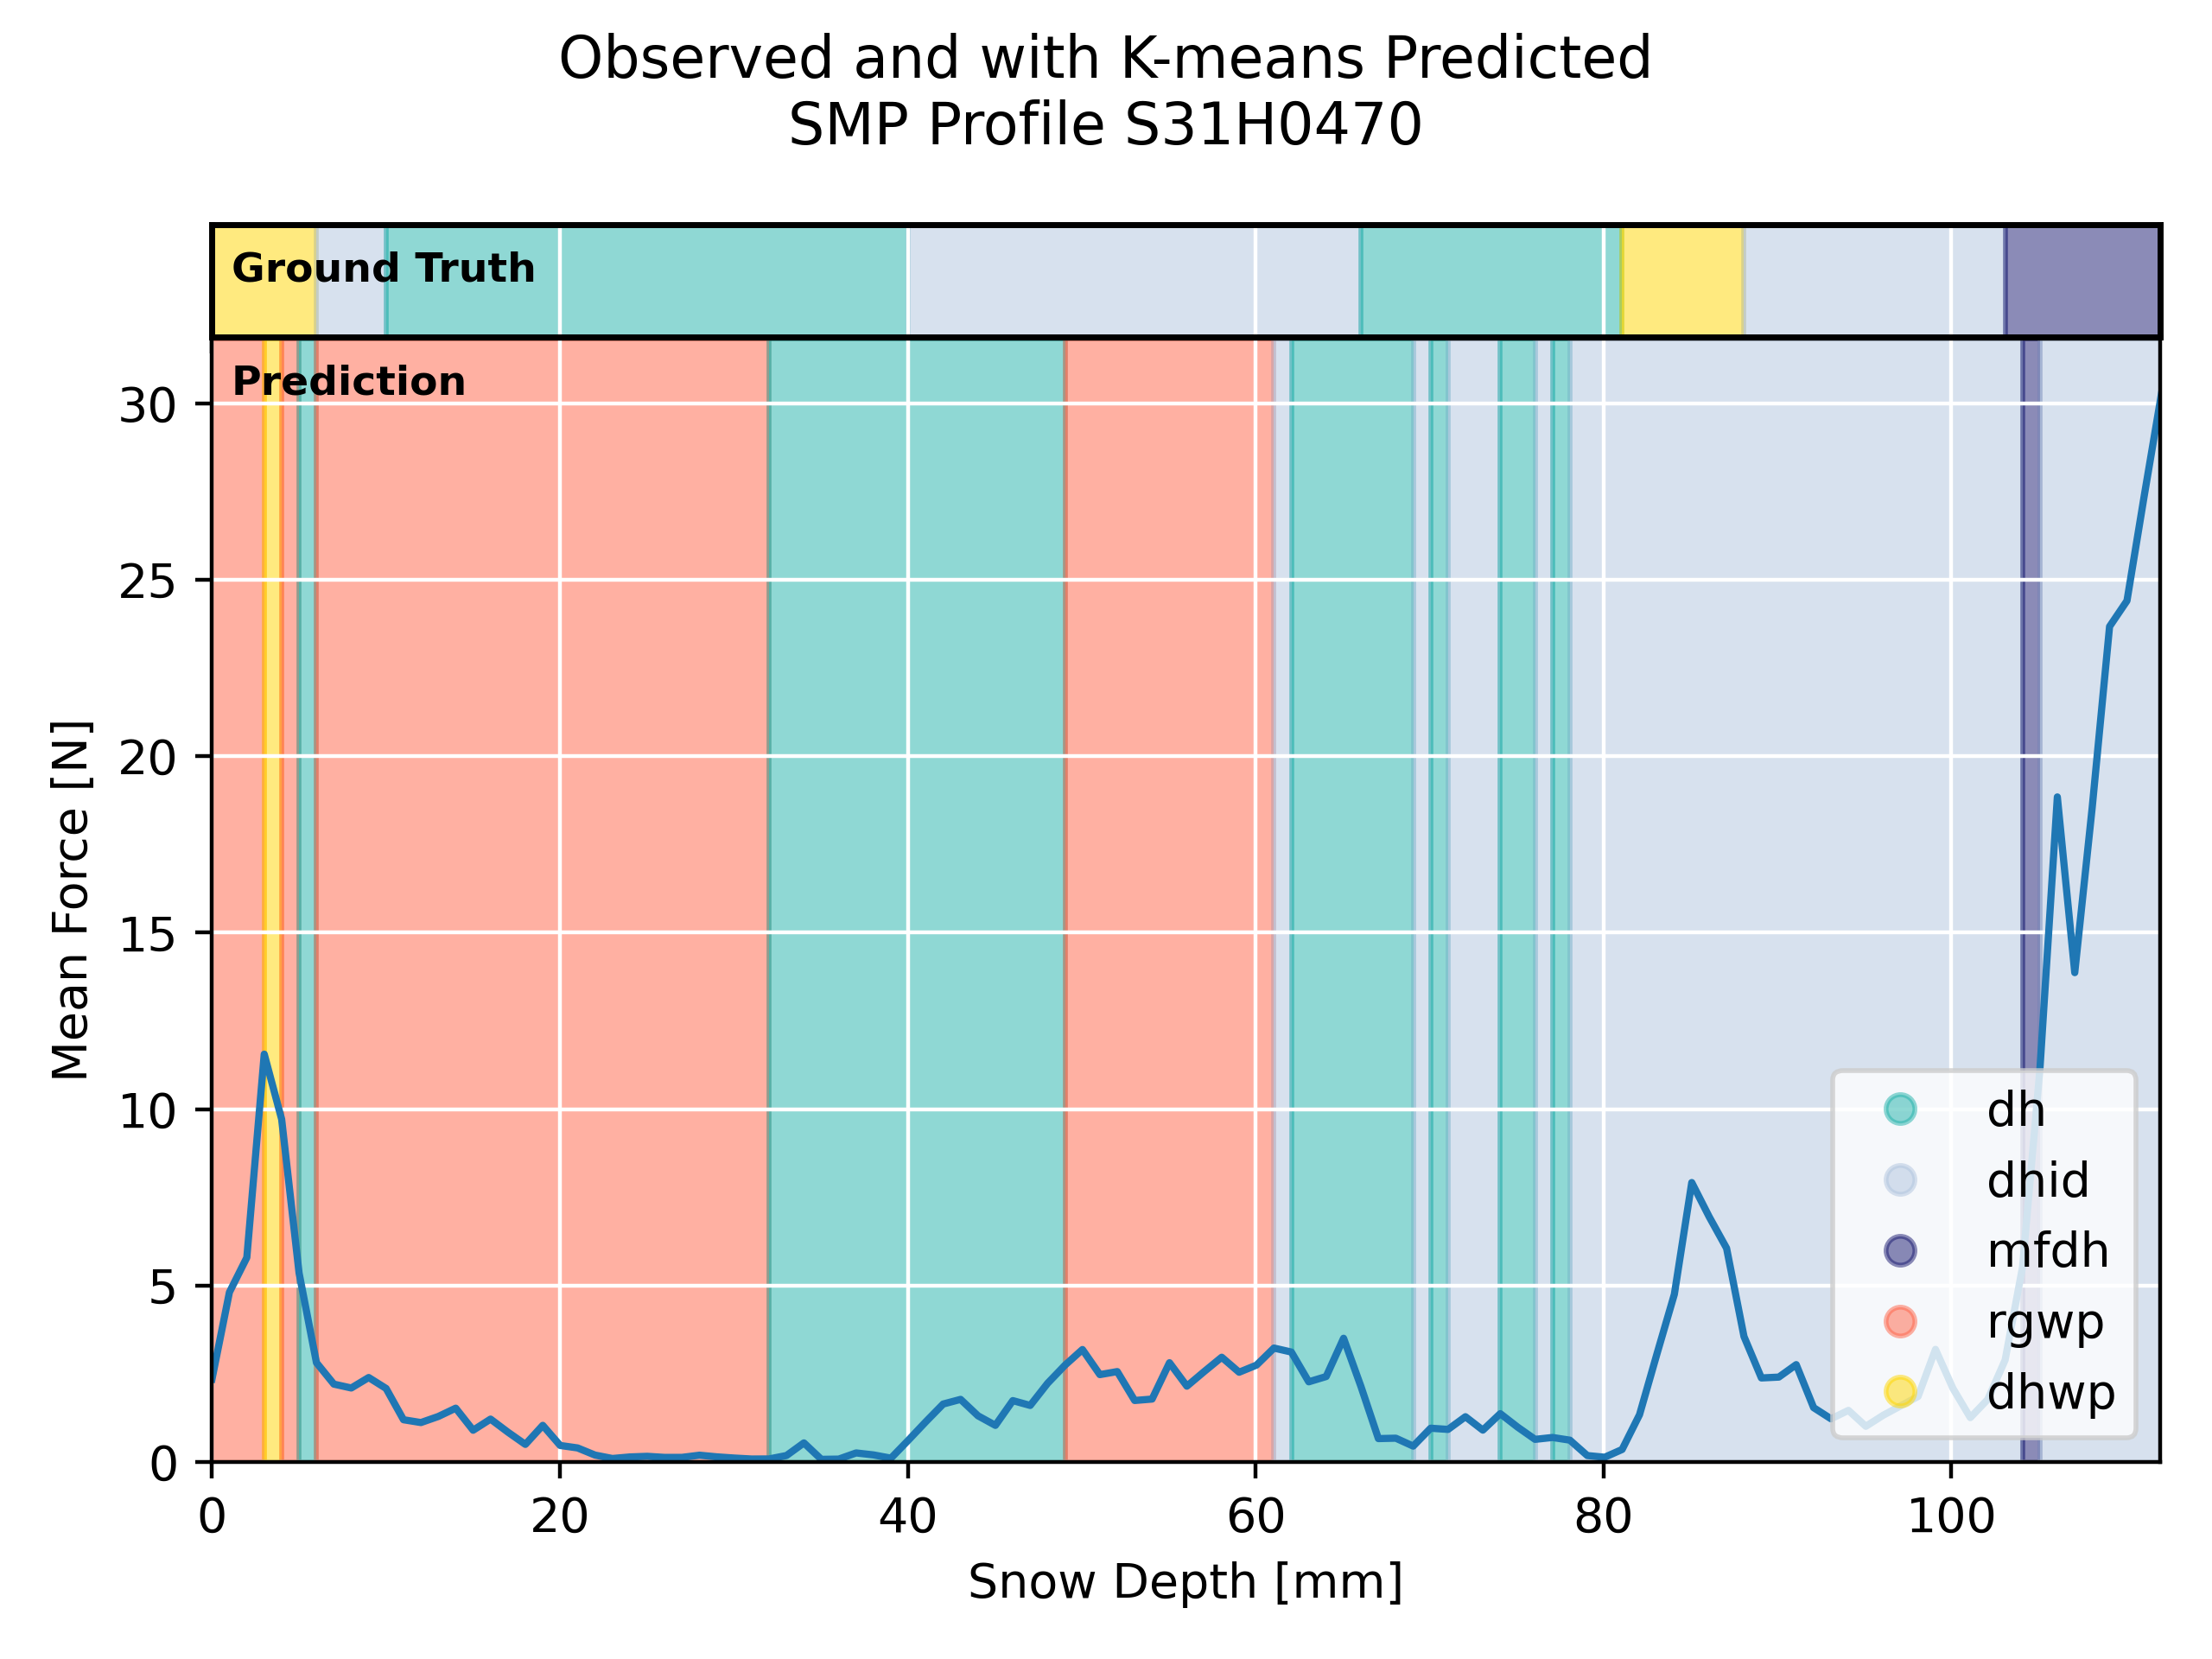 Observed and with K-means Predicted
SMP Profile S31H0470
Ground Truth
Prediction
30
25
20
15
10
5
0
Mean Force [N]
dh
dhid
mfdh
rgwp
dhwp
0 20 40 60 80 100
Snow Depth [mm]